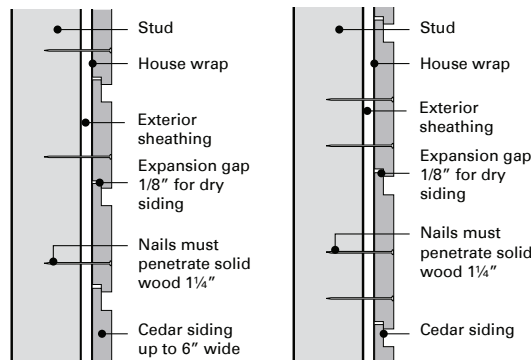 Stud
House wrap
Exterior
sheathing
Expansion gap
1/8” for dry
siding
Nails must
penetrate solid
wood 1¼”
Cedar siding
up to 6” wide
Stud
House wrap
Exterior
sheathing
Expansion gap
1/8” for dry
siding
Nails must
penetrate solid
wood 1¼”
Cedar siding